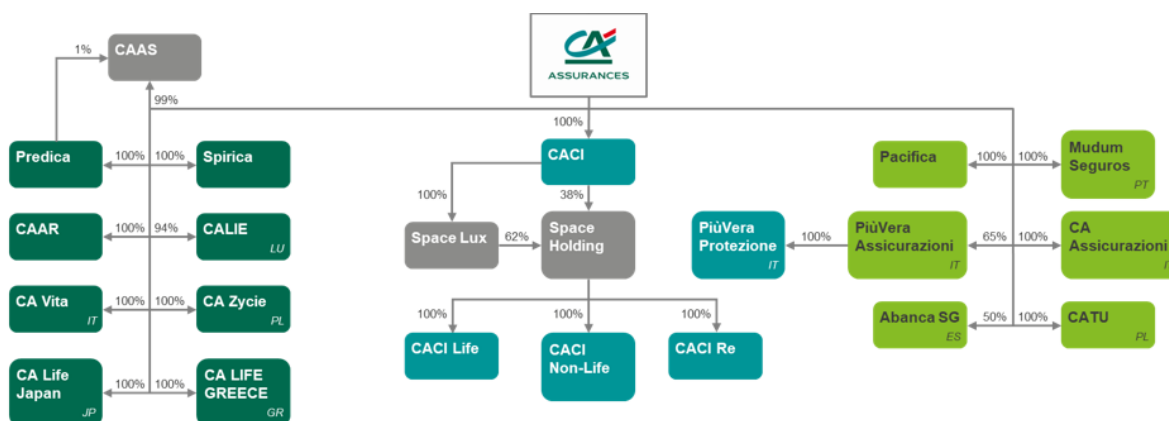 CAAS
1%
CA
ASSURANCES
99%
100%
Predica
100%
100%
Spirica
CACI
Pacifica
100%
100%
Mudum
Seguros
PT
100%
38%
CAAR
100%
94%
CALIE
LU
Space Lux
62%
Space
Holding
PiùVera
Protezione
IT
100%
PiùVera
Assicurazioni
IT
65%
100%
CA
Assicurazioni
CA Vita
IT
100%
100%
CA Zycie
PL
100%
100%
100%
CACI Life
CACI
Non-Life
CACI Re
Abanca SG
ES
50%
100%
CATU
PL
CA Life
Japan
JP
100%
100%
CA LIFE
GREECE
GR